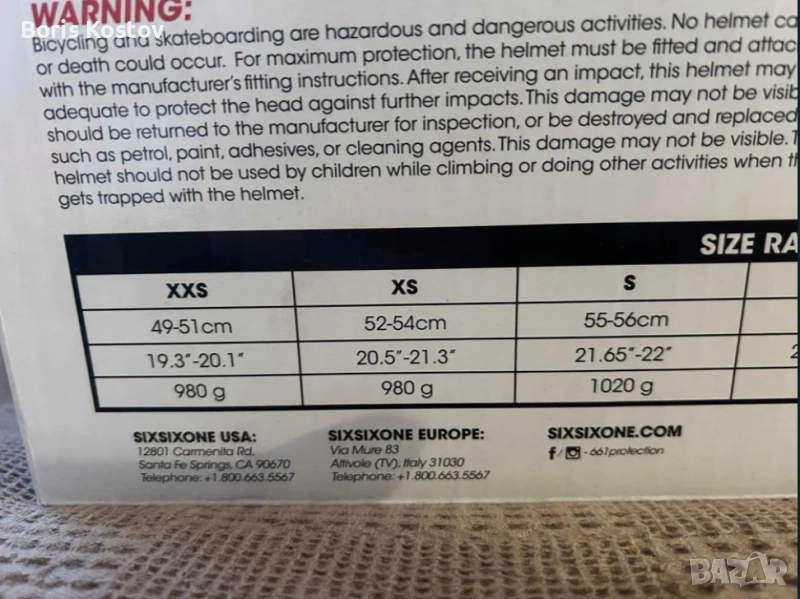 WARNING:
Boris Kostov
Bicycling and skateboarding are hazardous and dangerous activities. No helmet ca
or death could occur. For maximum protection, the helmet must be fitted and attac
with the manufacturer's fitting instructions. After receiving an impact, this helmet may
adequate to protect the head against further impacts. This damage may not be visib
should be returned to the manufacturer for inspection, or be destroyed and replaced
such as petrol, paint, adhesives, or cleaning agents. This damage may not be visible. T
helmet should not be used by children while climbing or doing other activities when th
gets trapped with the helmet.
SIZE RA
XXS XS S
49-51cm 52-54cm 55-56cm
19.3"-20.1" 20.5"-21.3" 21.65"-22" 2
980 g 980 g 1020 g
SIXSIXONE USA: SIXSIXONE EUROPE: SIXSIXONE.COM
12801 Carmenita Rd, Via Mure 83 f / - 661protection
Santa Fe Springs, CA 90670 Altivole (TV), Italy 31030
Telephone: +1.800.663.5567 Telephone: +1.800.663.5567
BAZAR